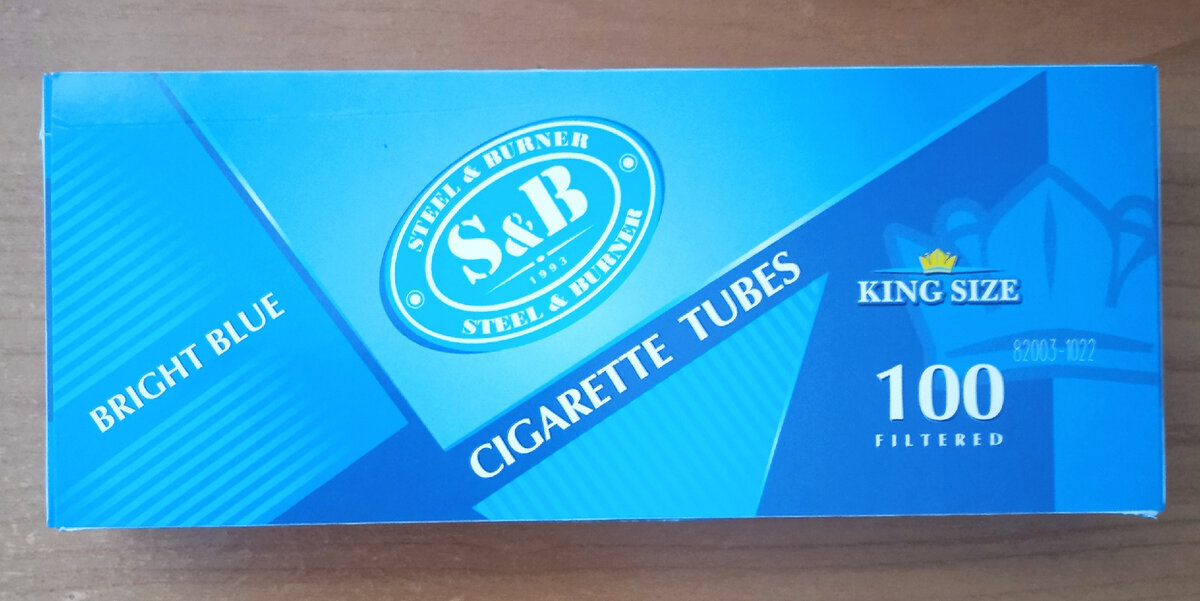 STEEL & BURNER
S&B
1993
STEEL & BURNER
BRIGHT BLUE
CIGARETTE TUBES
KING SIZE
82003-1022
100
FILTERED